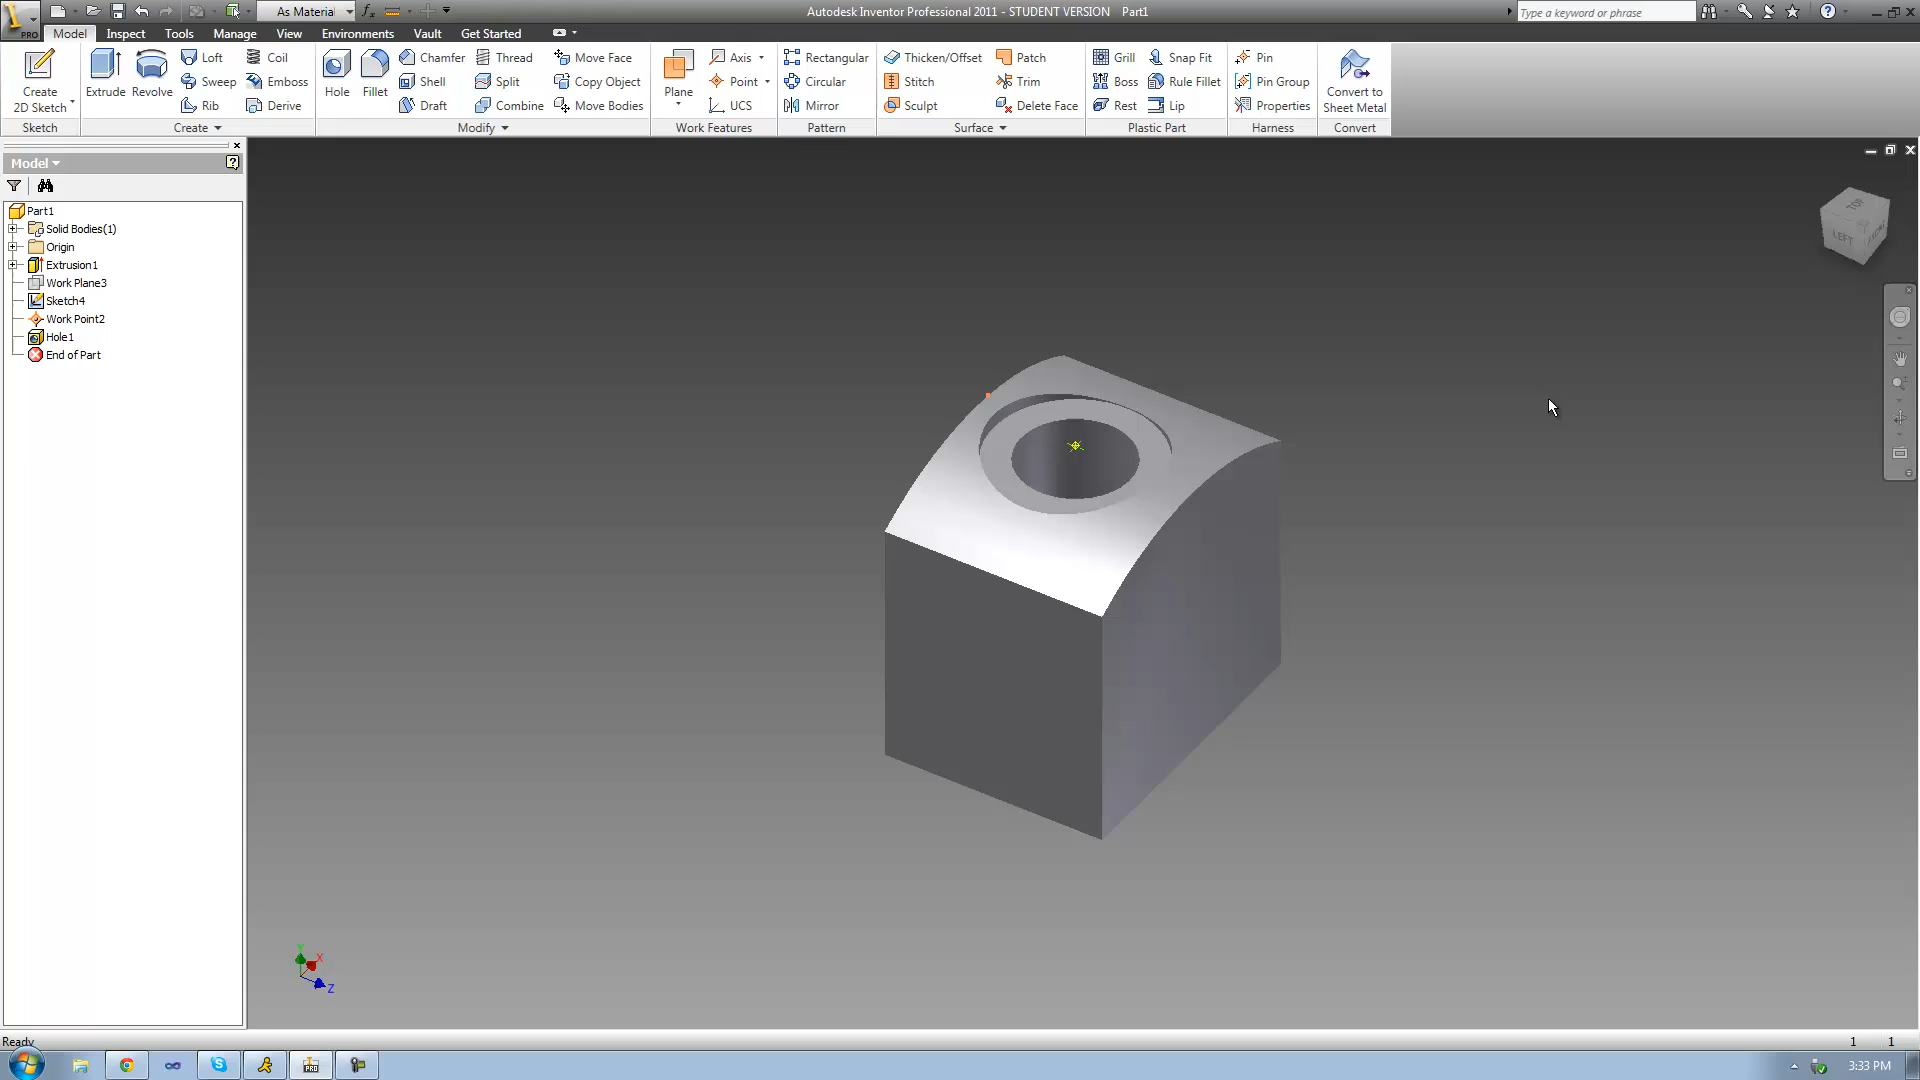 As Material
Autodesk Inventor Professional 2011 - STUDENT VERSION Part1
Type a keyword or phrase
PRO
Model Inspect Tools Manage View Environments Vault Get Started
Create 2D Sketch
Extrude
Revolve
Loft
Sweep
Rib
Coil
Emboss
Derive
Hole
Fillet
Chamfer
Shell
Draft
Thread
Split
Combine
Move Face
Copy Object
Move Bodies
Plane
Axis
Point
UCS
Rectangular
Circular
Mirror
Thicken/Offset
Stitch
Sculpt
Patch
Trim
Delete Face
Grill
Boss
Rest
Snap Fit
Rule Fillet
Lip
Pin
Pin Group
Properties
Convert to Sheet Metal
Sketch Create Modify Work Features Pattern Surface Plastic Part Harness Convert
Model
Part1
Solid Bodies(1)
Origin
Extrusion1
Work Plane3
Sketch4
Work Point2
Hole1
End of Part
TOP
LEFT
Y
X
Z
Ready
1 1
PRO
3:33 PM